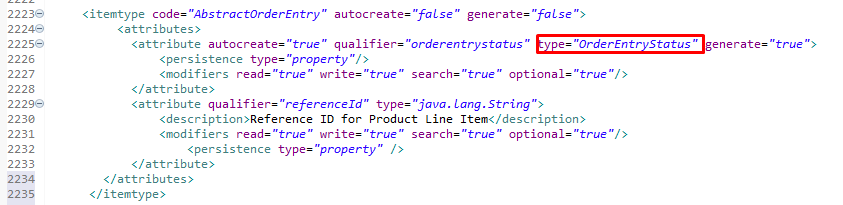 2222
2223 <itemtype code="AbstractOrderEntry" autocreate="false" generate="false">
2224 <attributes>
2225 <attribute autocreate="true" qualifier="orderentrystatus" type="OrderEntryStatus" generate="true">
2226 <persistence type="property"/>
2227 <modifiers read="true" write="true" search="true" optional="true"/>
2228 </attribute>
2229 <attribute qualifier="referenceId" type="java.lang.String">
2230 <description>Reference ID for Product Line Item</description>
2231 <modifiers read="true" write="true" search="true" optional="true"/>
2232 <persistence type="property" />
2233 </attribute>
2234 </attributes>
2235 </itemtype>